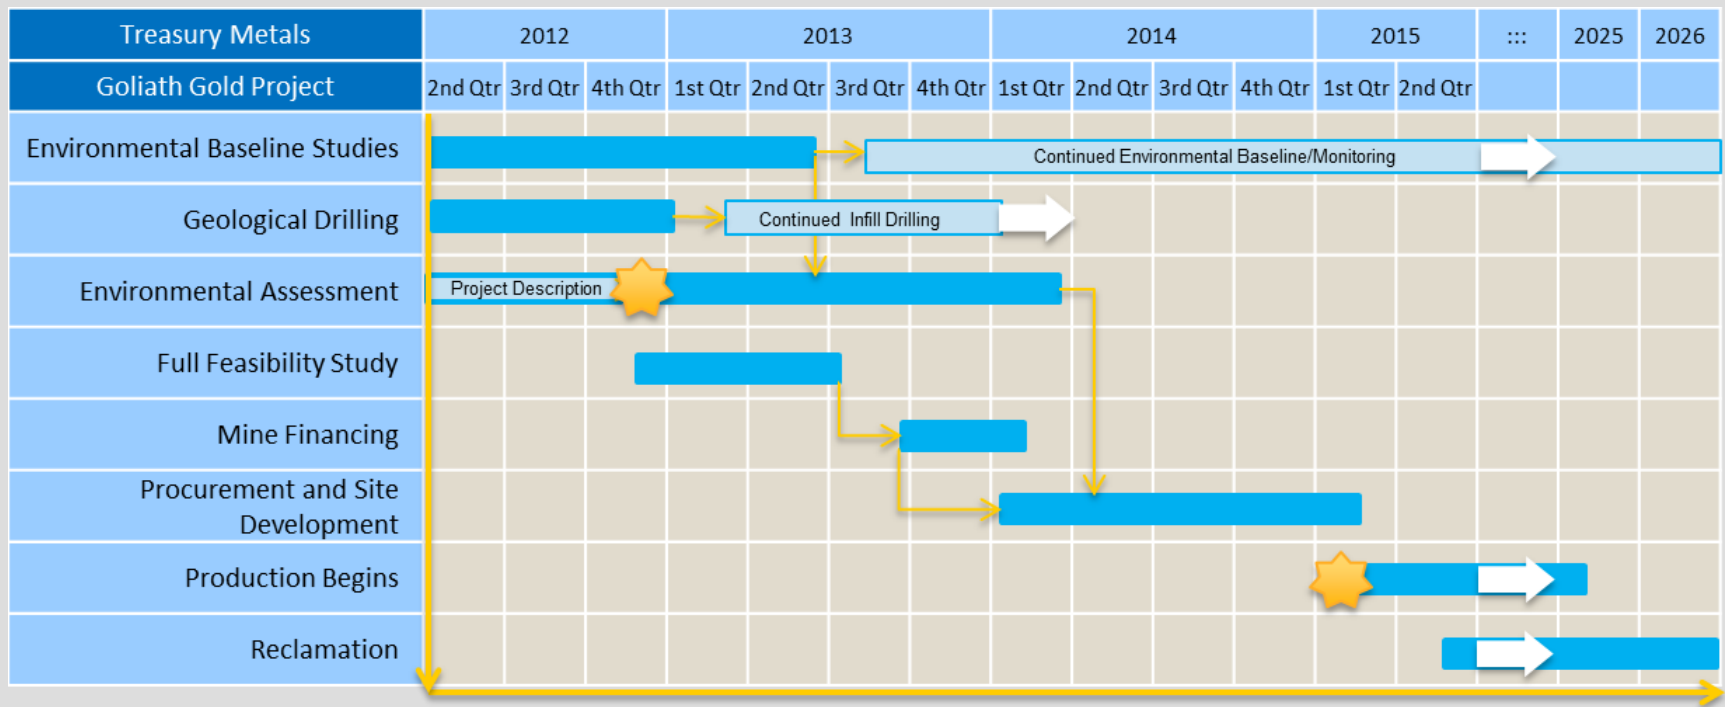 Treasury Metals 2012 2013 2014 2015 ::: 2025 2026
Goliath Gold Project 2nd Qtr 3rd Qtr 4th Qtr 1st Qtr 2nd Qtr 3rd Qtr 4th Qtr 1st Qtr 2nd Qtr 3rd Qtr 4th Qtr 1st Qtr 2nd Qtr
Environmental Baseline Studies Continued Environmental Baseline/Monitoring
Geological Drilling Continued Infill Drilling
Environmental Assessment Project Description
Full Feasibility Study
Mine Financing
Procurement and Site
Development
Production Begins
Reclamation